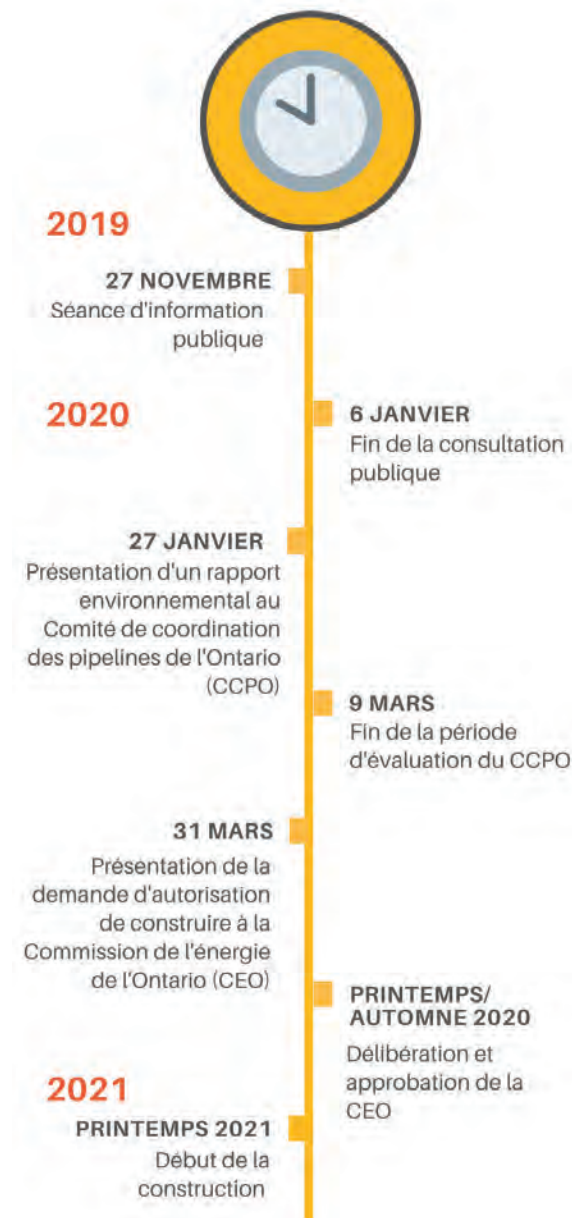 2019
27 NOVEMBRE
Séance d'information
publique
2020
6 JANVIER
Fin de la consultation
publique
27 JANVIER
Présentation d'un rapport
environnemental au
Comité de coordination
des pipelines de l'Ontario
(CCPO)
9 MARS
Fin de la période
d'évaluation du CCPO
31 MARS
Présentation de la
demande d'autorisation
de construire à la
Commission de l'énergie
de l'Ontario (CEO)
PRINTEMPS/
AUTOMNE 2020
Délibération et
approbation de la
CEO
2021
PRINTEMPS 2021
Début de la
construction